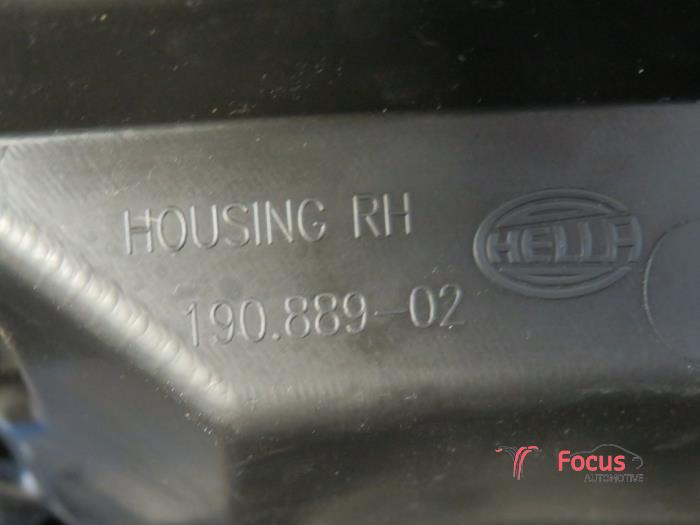 HOUSING RH
HELLA
190.889-02
Focus
AUTOMOTIVE